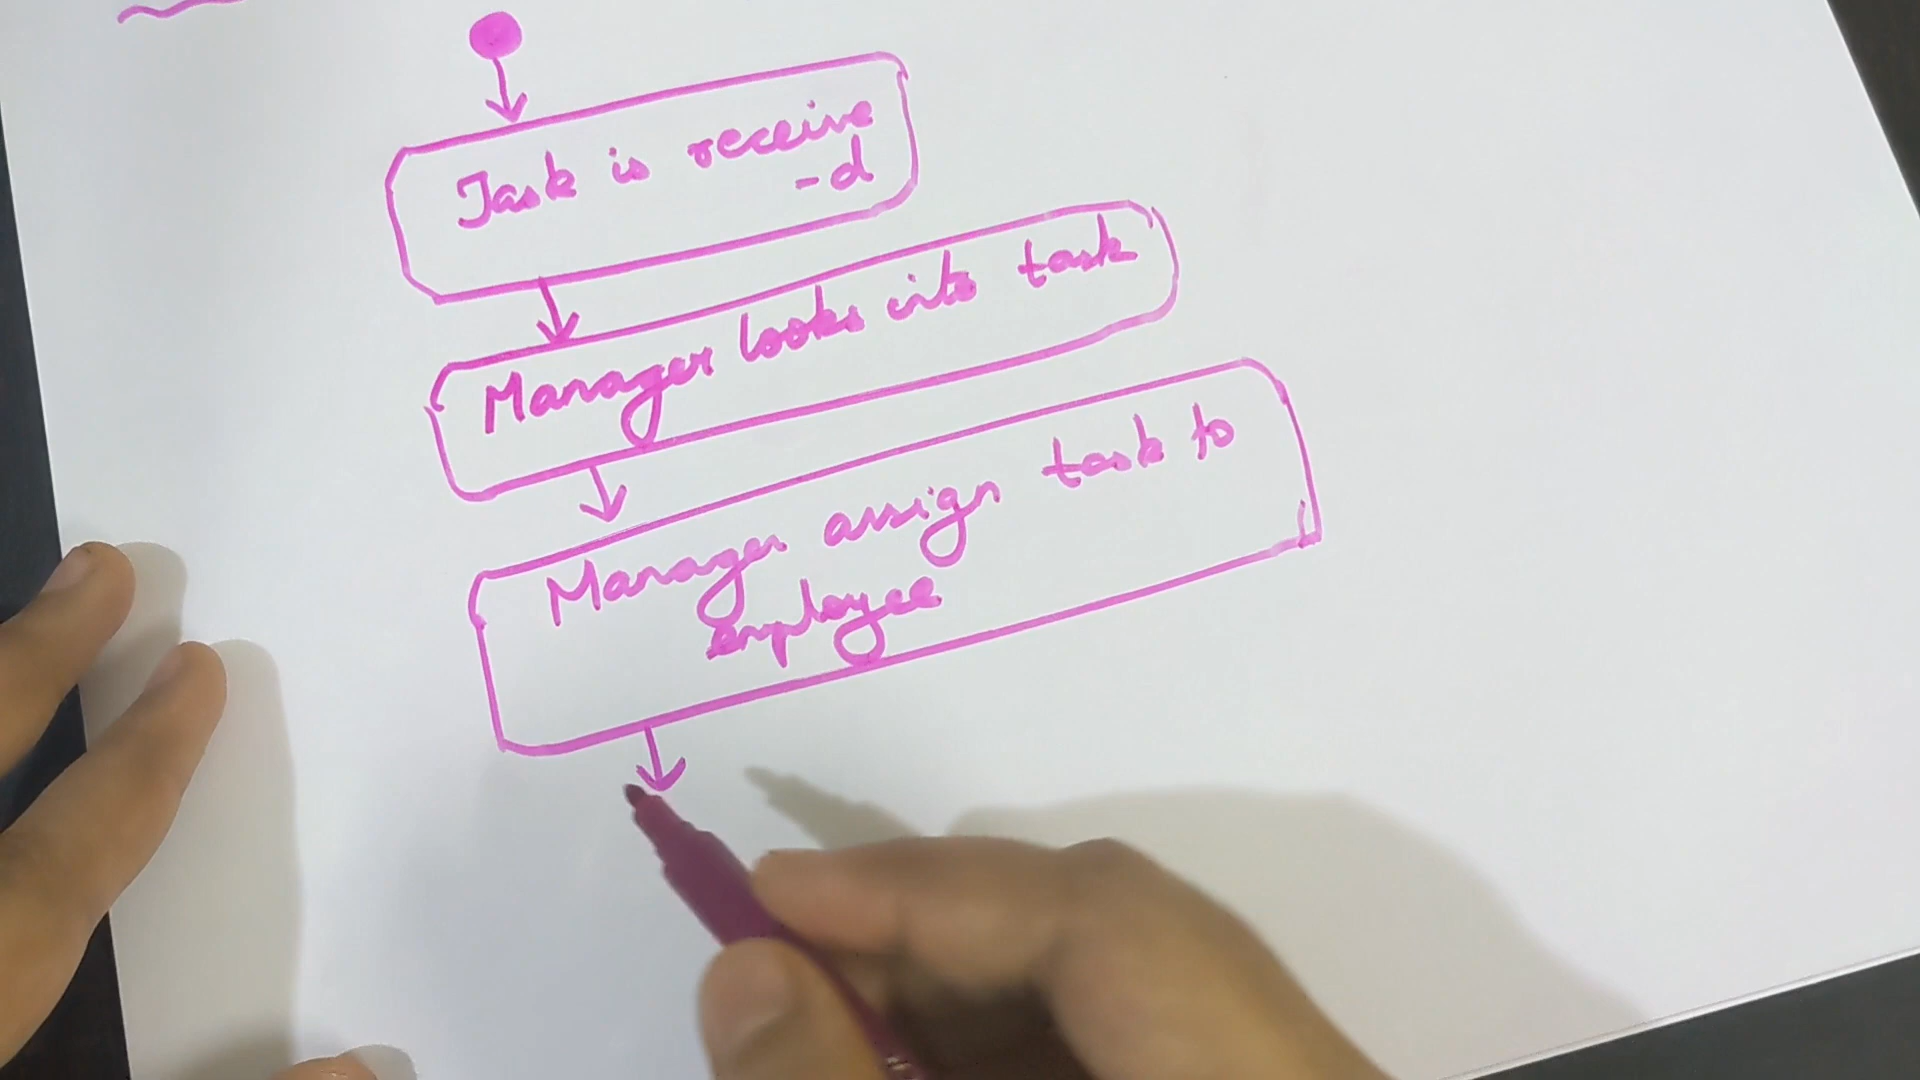 Task is receive
-d
Manager looks into task
Manager assign task to
employee